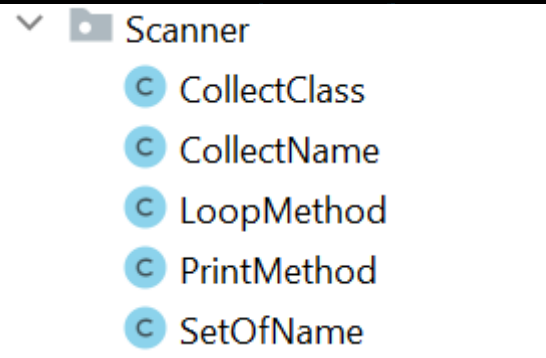 Scanner
C CollectClass
C CollectName
C LoopMethod
C PrintMethod
C SetOfName